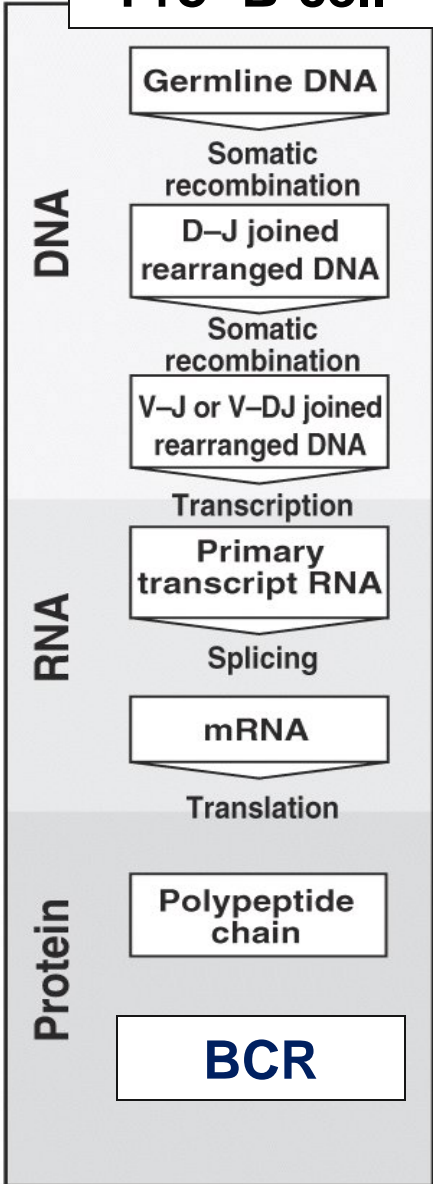 B cell
Germline DNA
Somatic
recombination
D–J joined
rearranged DNA
Somatic
recombination
V–J or V–DJ joined
rearranged DNA
Transcription
Primary
transcript RNA
Splicing
mRNA
Translation
Polypeptide
chain
BCR
DNA
RNA
Protein